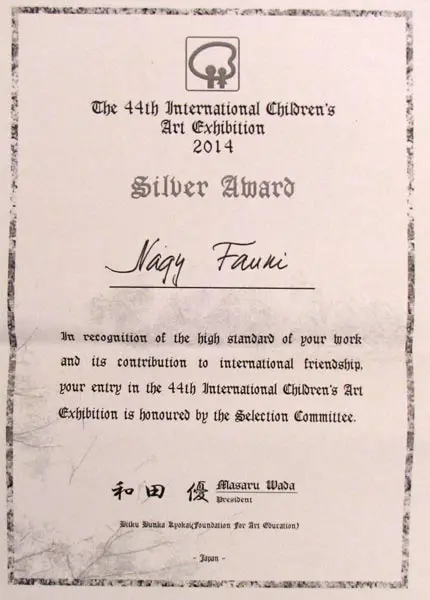 The 44th International Children's
Art Exhibition
2014
Silver Award
Nagy Fanni
In recognition of the high standard of your work
and its contribution to international friendship,
your entry in the 44th International Children's Art
Exhibition is honoured by the Selection Committee.
和田 優 Masaru Wada
President
Biiku Bunka Kyokai(Foundation For Art Education)
- Japan -